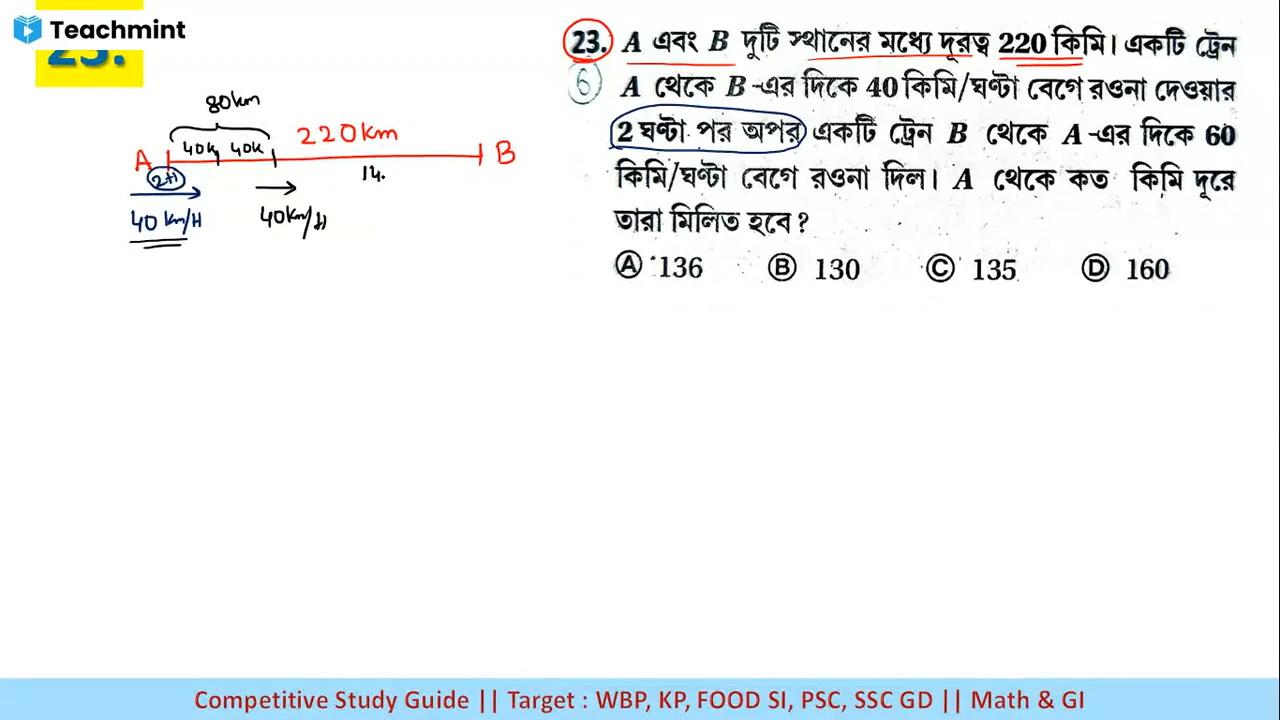 Teachmint
23.
23. A এবং B দুটি স্থানের মধ্যে দূরত্ব 220 কিমি। একটি ট্রেন
6 A থেকে B -এর দিকে 40 কিমি/ঘণ্টা বেগে রওনা দেওয়ার
2 ঘণ্টা পর অপর একটি ট্রেন B থেকে A -এর দিকে 60
কিমি/ঘণ্টা বেগে রওনা দিল। A থেকে কত কিমি দূরে
তারা মিলিত হবে ?
A 136 B 130 C 135 D 160
80km
40k 40k 220km
A B
14.
40 km/H 40km/H
Competitive Study Guide || Target : WBP, KP, FOOD SI, PSC, SSC GD || Math & GI